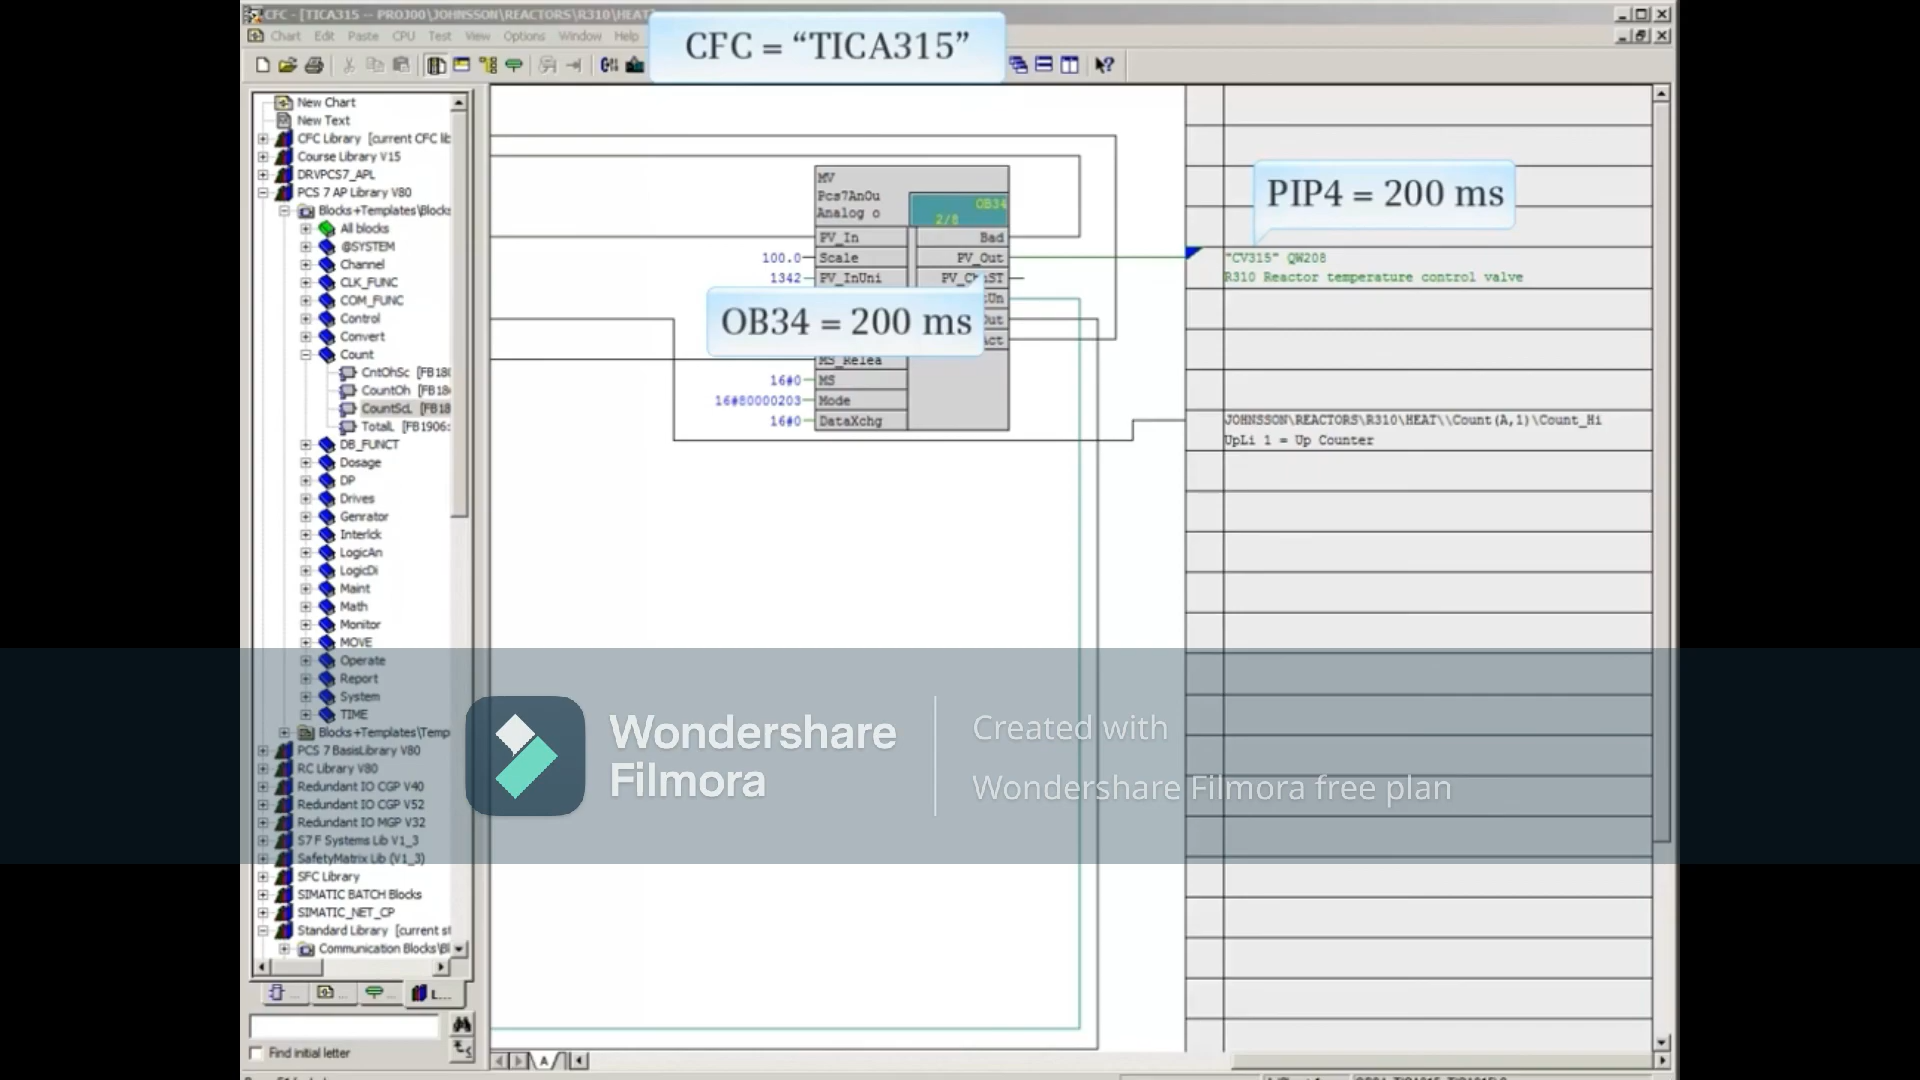 CFC - [TICA315 -- PROJ00\JOHNSSON\REACTORS\R310\HEAT]
Chart Edit Paste CPU Test View Options Window Help
CFC = “TICA315”
New Chart
New Text
CFC Library [current CFC lib
Course Library V15
DRVPCS7_APL
PCS 7 AP Library V80
Blocks+Templates\Blocks
All blocks
@SYSTEM
Channel
CLK_FUNC
COM_FUNC
Control
Convert
Count
CntOhSc [FB18
CountOh [FB18
CountScL [FB18
TotalL [FB1906:
DB_FUNCT
Dosage
DP
Drives
Genrator
Interlck
LogicAn
LogicDi
Maint
Math
Monitor
MOVE
Operate
Report
System
TIME
Blocks+Templates\Temp
PCS 7 BasisLibrary V80
RC Library V80
Redundant IO CGP V40
Redundant IO CGP V52
Redundant IO MGP V32
S7 F Systems Lib V1_3
SafetyMatrix Lib (V1_3)
SFC Library
SIMATIC BATCH Blocks
SIMATIC_NET_CP
Standard Library [current st
Communication Blocks\Bl
L...
Find initial letter
MV
Pcs7AnOu
Analog o
OB34
2/8
PV_In
Bad
100.0
Scale
PV_Out
1342
PV_InUni
PV_ChnST
OB34 = 200 ms
tUn
Out
Act
MS_Relea
16#0
MS
16#80000203
Mode
16#0
DataXchg
PIP4 = 200 ms
"CV315" QW208
R310 Reactor temperature control valve
JOHNSSON\REACTORS\R310\HEAT\\Count(A,1)\Count_Hi
UpLi 1 = Up Counter
A
Wondershare
Filmora
Created with
Wondershare Filmora free plan